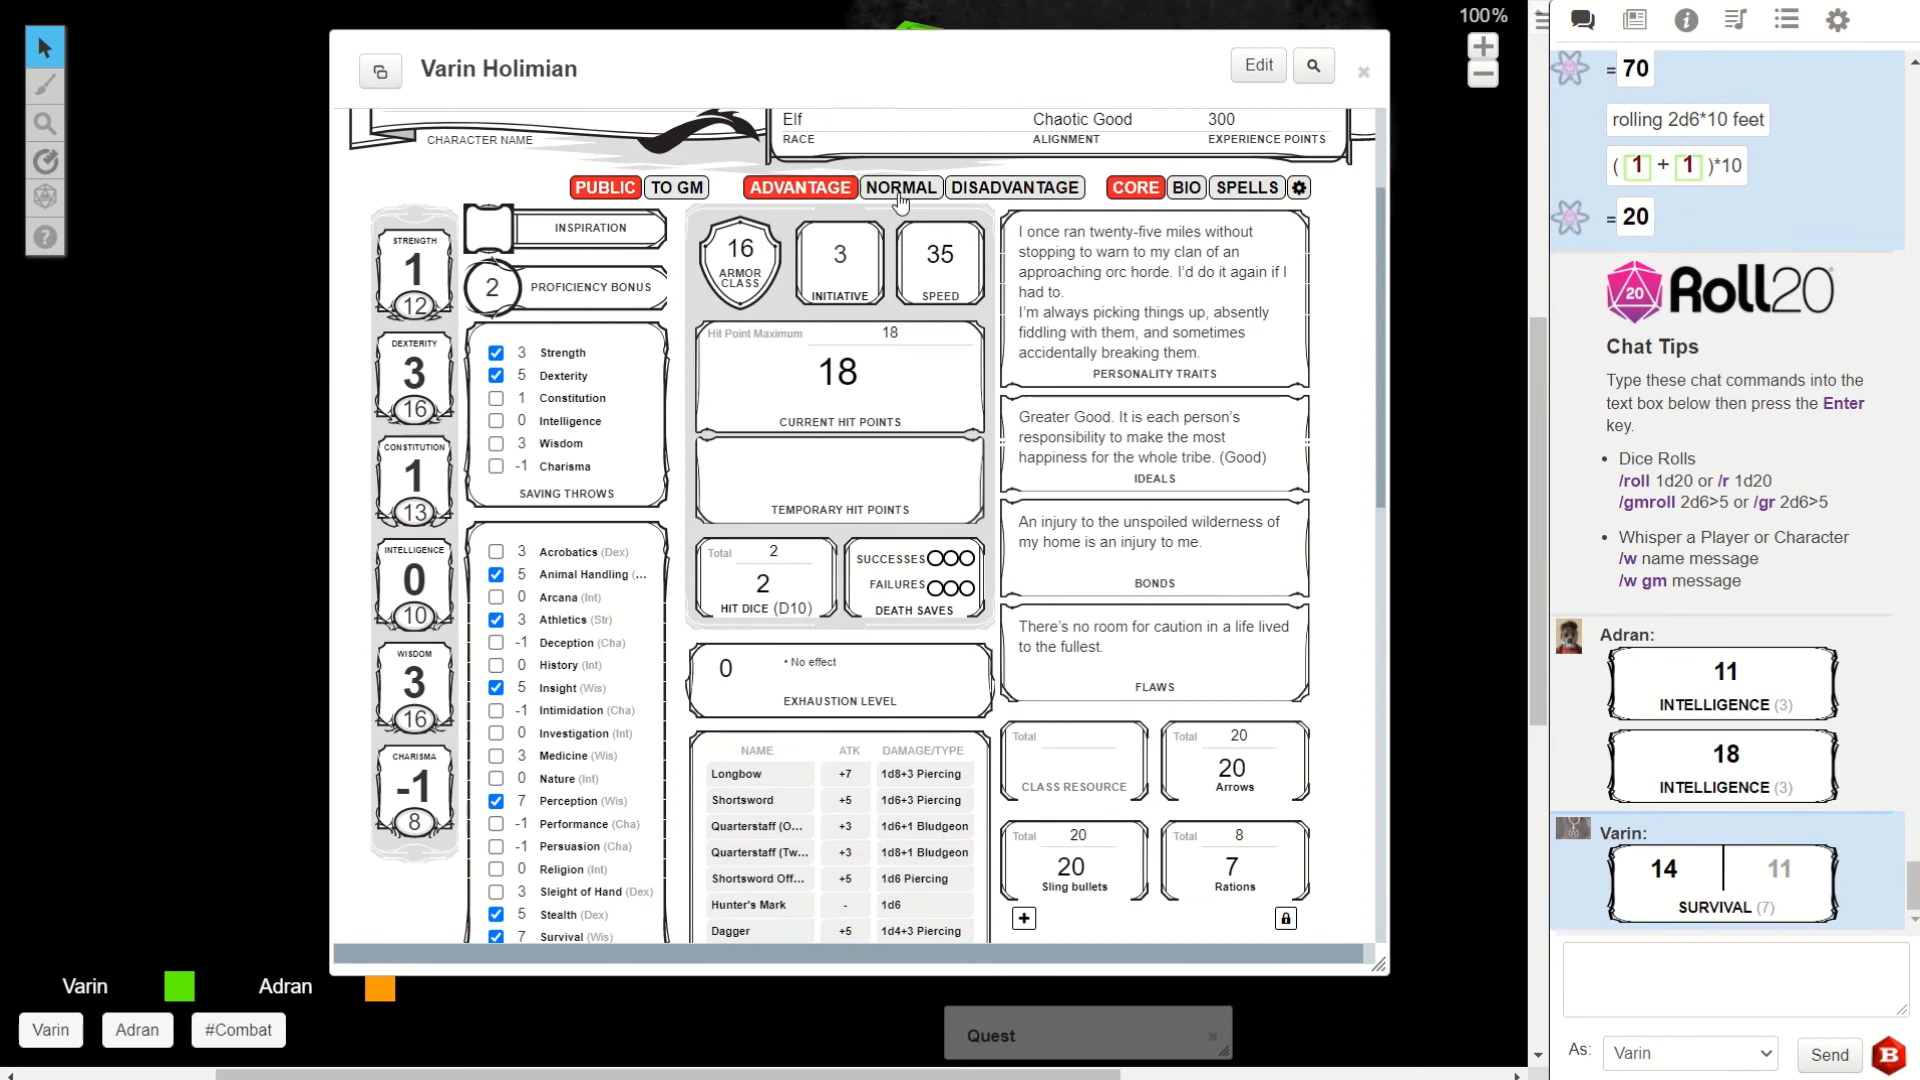 100%
Varin Holimian
Edit
Elf
Chaotic Good
300
CHARACTER NAME
RACE
ALIGNMENT
EXPERIENCE POINTS
PUBLIC
TO GM
ADVANTAGE
NORMAL
DISADVANTAGE
CORE
BIO
SPELLS
STRENGTH
1
12
DEXTERITY
3
16
CONSTITUTION
1
13
INTELLIGENCE
0
10
WISDOM
3
16
CHARISMA
-1
8
INSPIRATION
2
PROFICIENCY BONUS
3 Strength
5 Dexterity
1 Constitution
0 Intelligence
3 Wisdom
-1 Charisma
SAVING THROWS
3 Acrobatics (Dex)
5 Animal Handling (...
0 Arcana (Int)
3 Athletics (Str)
-1 Deception (Cha)
0 History (Int)
5 Insight (Wis)
-1 Intimidation (Cha)
0 Investigation (Int)
3 Medicine (Wis)
0 Nature (Int)
7 Perception (Wis)
-1 Performance (Cha)
-1 Persuasion (Cha)
0 Religion (Int)
3 Sleight of Hand (Dex)
5 Stealth (Dex)
7 Survival (Wis)
16
ARMOR
CLASS
3
INITIATIVE
35
SPEED
Hit Point Maximum 18
18
CURRENT HIT POINTS
TEMPORARY HIT POINTS
Total 2
2
HIT DICE (D10)
SUCCESSES
FAILURES
DEATH SAVES
0
• No effect
EXHAUSTION LEVEL
NAME ATK DAMAGE/TYPE
Longbow +7 1d8+3 Piercing
Shortsword +5 1d6+3 Piercing
Quarterstaff (O... +3 1d6+1 Bludgeon
Quarterstaff (Tw... +3 1d8+1 Bludgeon
Shortsword Off... +5 1d6 Piercing
Hunter's Mark - 1d6
Dagger +5 1d4+3 Piercing
I once ran twenty-five miles without
stopping to warn to my clan of an
approaching orc horde. I'd do it again if I
had to.
I'm always picking things up, absently
fiddling with them, and sometimes
accidentally breaking them.
PERSONALITY TRAITS
Greater Good. It is each person's
responsibility to make the most
happiness for the whole tribe. (Good)
IDEALS
An injury to the unspoiled wilderness of
my home is an injury to me.
BONDS
There's no room for caution in a life lived
to the fullest.
FLAWS
Total
CLASS RESOURCE
Total 20
20
Arrows
Total 20
20
Sling bullets
Total 8
7
Rations
Varin
Adran
Varin
Adran
#Combat
Quest
= 70
rolling 2d6*10 feet
( 1 + 1 )*10
= 20
20
Roll20
Chat Tips
Type these chat commands into the
text box below then press the Enter
key.
• Dice Rolls
/roll 1d20 or /r 1d20
/gmroll 2d6>5 or /gr 2d6>5
• Whisper a Player or Character
/w name message
/w gm message
Adran:
11
INTELLIGENCE (3)
18
INTELLIGENCE (3)
Varin:
14 11
SURVIVAL (7)
As:
Varin
Send
B